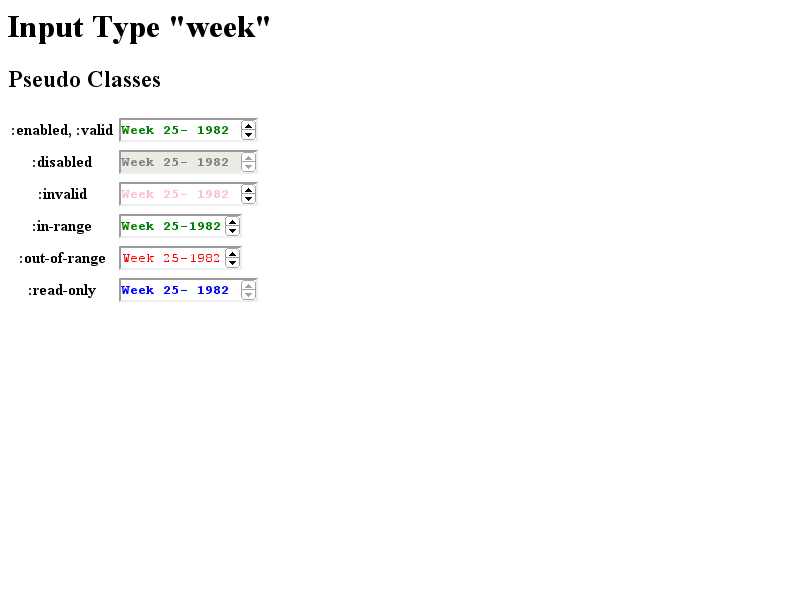 Input Type "week"
Pseudo Classes
:enabled, :valid Week 25- 1982
:disabled Week 25- 1982
:invalid Week 25- 1982
:in-range Week 25-1982
:out-of-range Week 25-1982
:read-only Week 25- 1982